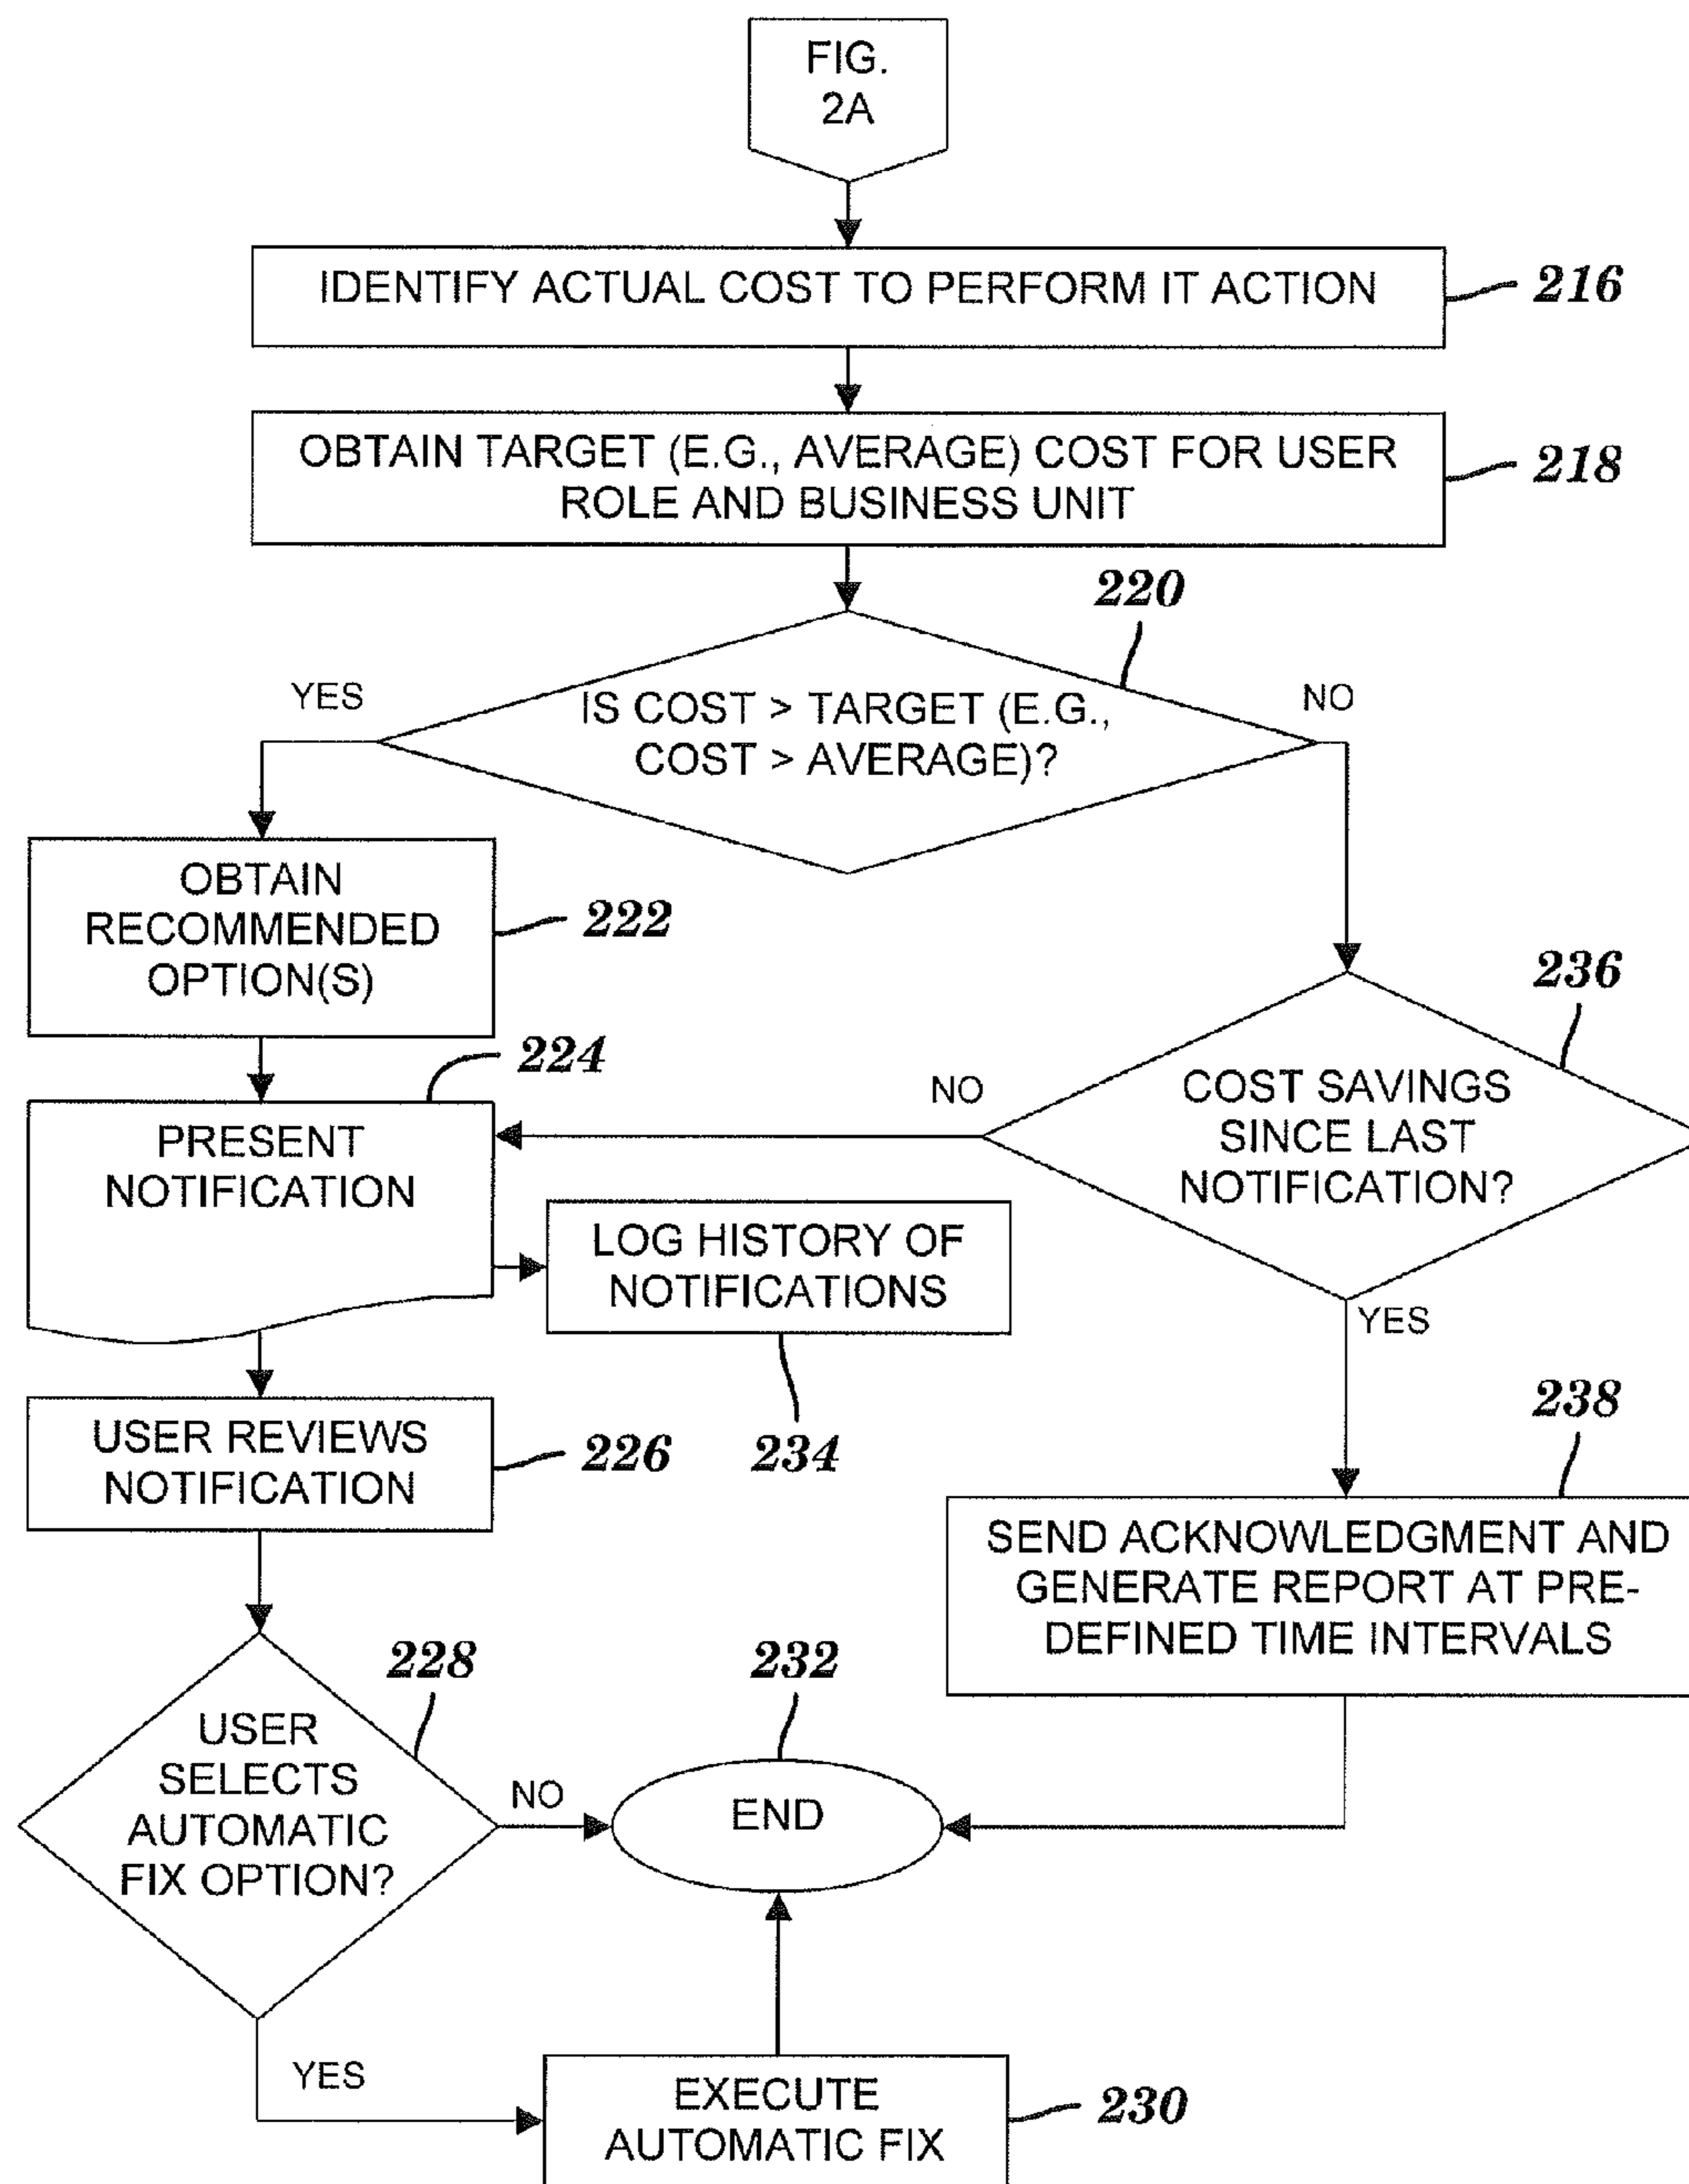 FIG.
2A
IDENTIFY ACTUAL COST TO PERFORM IT ACTION
216
OBTAIN TARGET (E.G., AVERAGE) COST FOR USER
ROLE AND BUSINESS UNIT
218
220
YES
IS COST > TARGET (E.G.,
COST > AVERAGE)?
NO
OBTAIN
RECOMMENDED
OPTION(S)
222
236
COST SAVINGS
SINCE LAST
NOTIFICATION?
NO
YES
224
PRESENT
NOTIFICATION
LOG HISTORY OF
NOTIFICATIONS
234
USER REVIEWS
NOTIFICATION
226
238
SEND ACKNOWLEDGMENT AND
GENERATE REPORT AT PRE-
DEFINED TIME INTERVALS
228
USER
SELECTS
AUTOMATIC
FIX OPTION?
NO
232
END
YES
EXECUTE
AUTOMATIC FIX
230